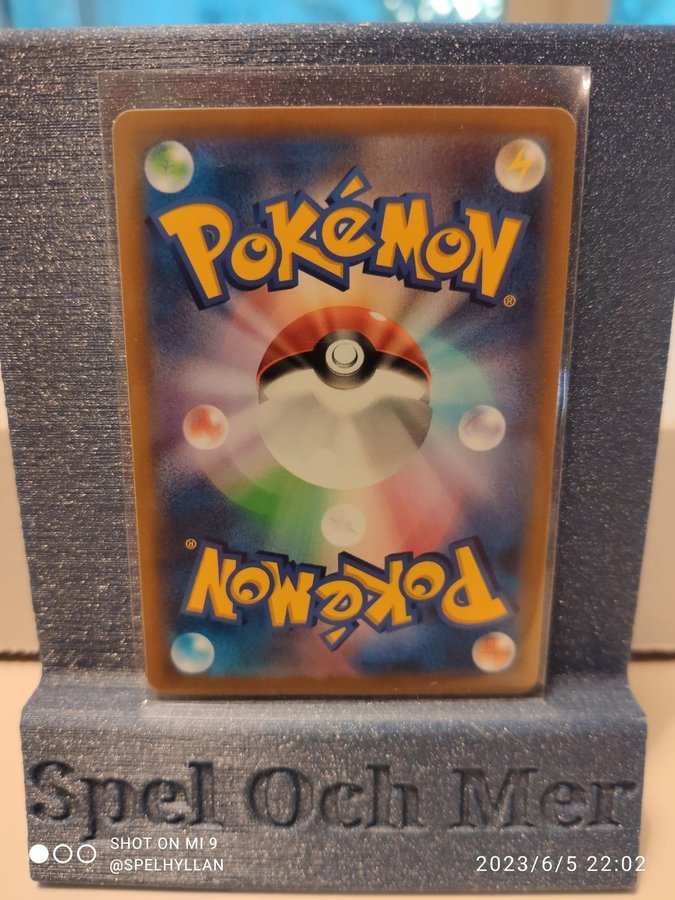 POKéMON
®
®
POKéMON
Spel Och Mer
SHOT ON MI 9
@SPELHYLLAN
2023/6/5 22:02